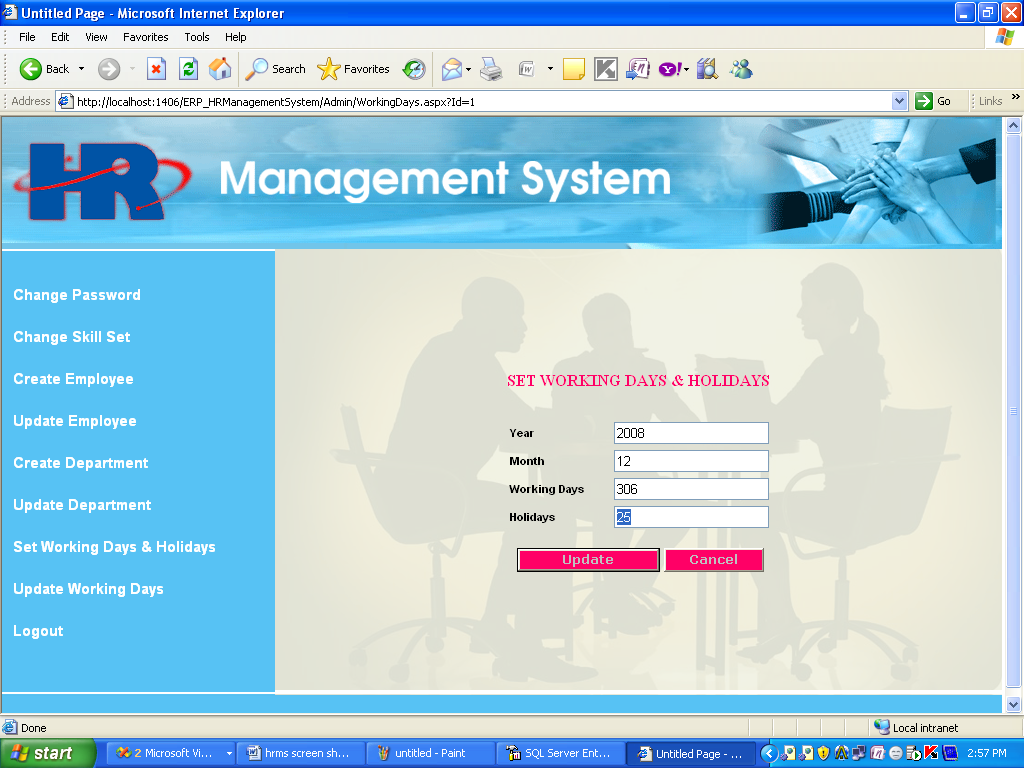 Untitled Page - Microsoft Internet Explorer
File Edit View Favorites Tools Help
Back Search Favorites
Address http://localhost:1406/ERP_HRManagementSystem/Admin/WorkingDays.aspx?Id=1 Go Links »
HR Management System
Change Password
Change Skill Set
Create Employee
Update Employee
Create Department
Update Department
Set Working Days & Holidays
Update Working Days
Logout
SET WORKING DAYS & HOLIDAYS
Year 2008
Month 12
Working Days 306
Holidays 25
Update Cancel
Done Local intranet
start 2 Microsoft Vi... hrms screen sh... untitled - Paint SQL Server Ent... Untitled Page - ... 2:57 PM